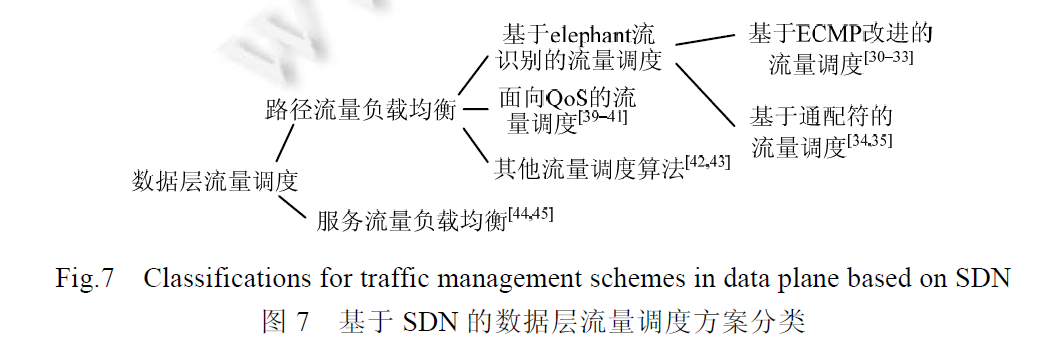 基于elephant流
识别的流量调度
基于ECMP改进的
流量调度[30–33]
路径流量负载均衡
面向QoS的流
量调度[39–41]
基于通配符的
流量调度[34,35]
其他流量调度算法[42,43]
数据层流量调度
服务流量负载均衡[44,45]
Fig.7 Classifications for traffic management schemes in data plane based on SDN
图 7 基于 SDN 的数据层流量调度方案分类